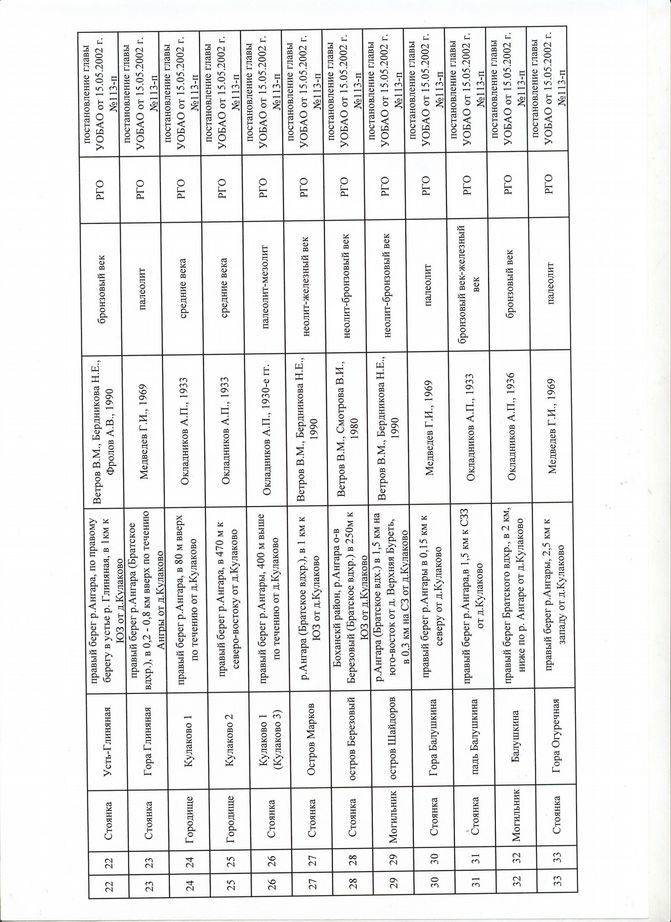 22 22 Стоянка Усть-Глиняная правый берег р.Ангара, по правому Ветров В.М., Бердникова Н.Е., бронзовый век РГО постановление главы
берегу в устье р. Глиняная, в 1км к Фролов А.В., 1990 УОБАО от 15.05.2002 г.
ЮЗ от д.Кулаково №113-п
23 23 Стоянка Гора Глиняная правый берег р.Ангара (Братское Медведев Г.И., 1969 палеолит РГО постановление главы
вдхр.), в 0,2 - 0,8 км вверх по течению УОБАО от 15.05.2002 г.
Ангры от д.Кулаково №113-п
24 24 Городище Кулаково 1 правый берег р.Ангара, в 80 м вверх Окладников А.П., 1933 средние века РГО постановление главы
по течению от д.Кулаково УОБАО от 15.05.2002 г.
№113-п
25 25 Городище Кулаково 2 правый берег р.Ангара, в 470 м к Окладников А.П., 1933 средние века РГО постановление главы
северо-востоку от д.Кулаково УОБАО от 15.05.2002 г.
№113-п
26 26 Стоянка Кулаково 1 правый берег р.Ангары, 400 м выше Окладников А.П., 1930-е гг. палеолит-мезолит РГО постановление главы
(Кулаково 3) по течению от д.Кулаково УОБАО от 15.05.2002 г.
№113-п
27 27 Стоянка Остров Марков р.Ангара (Братское вдхр.), в 1 км к Ветров В.М., Бердникова Н.Е., неолит-железный век РГО постановление главы
ЮЗ от д.Кулаково 1990 УОБАО от 15.05.2002 г.
№113-п
28 28 Стоянка остров Березовый Боханскй район, р.Ангара о-в Ветров В.М., Смотрова В.И., неолит-бронзовый век РГО постановление главы
Березовый (Братское вдхр.) в 250м к 1980 УОБАО от 15.05.2002 г.
ЮЗ от д.Кулаково №113-п
29 29 Могильник остров Шайдоров р.Ангара (Братское вдх.) в 1,5 км на Ветров В.М., Бердникова Н.Е., неолит-бронзовый век РГО постановление главы
юго-восток от д. Верхняя Буреть, 1990 УОБАО от 15.05.2002 г.
в 0,3 км на СЗ от д.Кулаково №113-п
30 30 Стоянка Гора Балушкина правый берег р.Ангары в 0,15 км к Медведев Г.И., 1969 палеолит РГО постановление главы
северу от д.Кулаково УОБАО от 15.05.2002 г.
№113-п
31 31 Стоянка падь Балушкина правый берег р.Ангара,в 1,5 км к СЗЗ Окладников А.П., 1933 бронзовый век-железный РГО постановление главы
от д.Кулаково век УОБАО от 15.05.2002 г.
№113-п
32 32 Могильник Балушкина правый берег Братского вдхр., в 2 км, Окладников А.П., 1936 бронзовый век РГО постановление главы
ниже по р. Ангаре от д.Кулаково УОБАО от 15.05.2002 г.
№113-п
33 33 Стоянка Гора Огуречная правый берег р.Ангары, 2,5 км к Медведев Г.И., 1969 палеолит РГО постановление главы
западу от д.Кулаково УОБАО от 15.05.2002 г.
№113-п